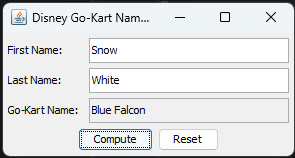 Disney Go-Kart Nam...
First Name: Snow
Last Name: White
Go-Kart Name: Blue Falcon
Compute Reset